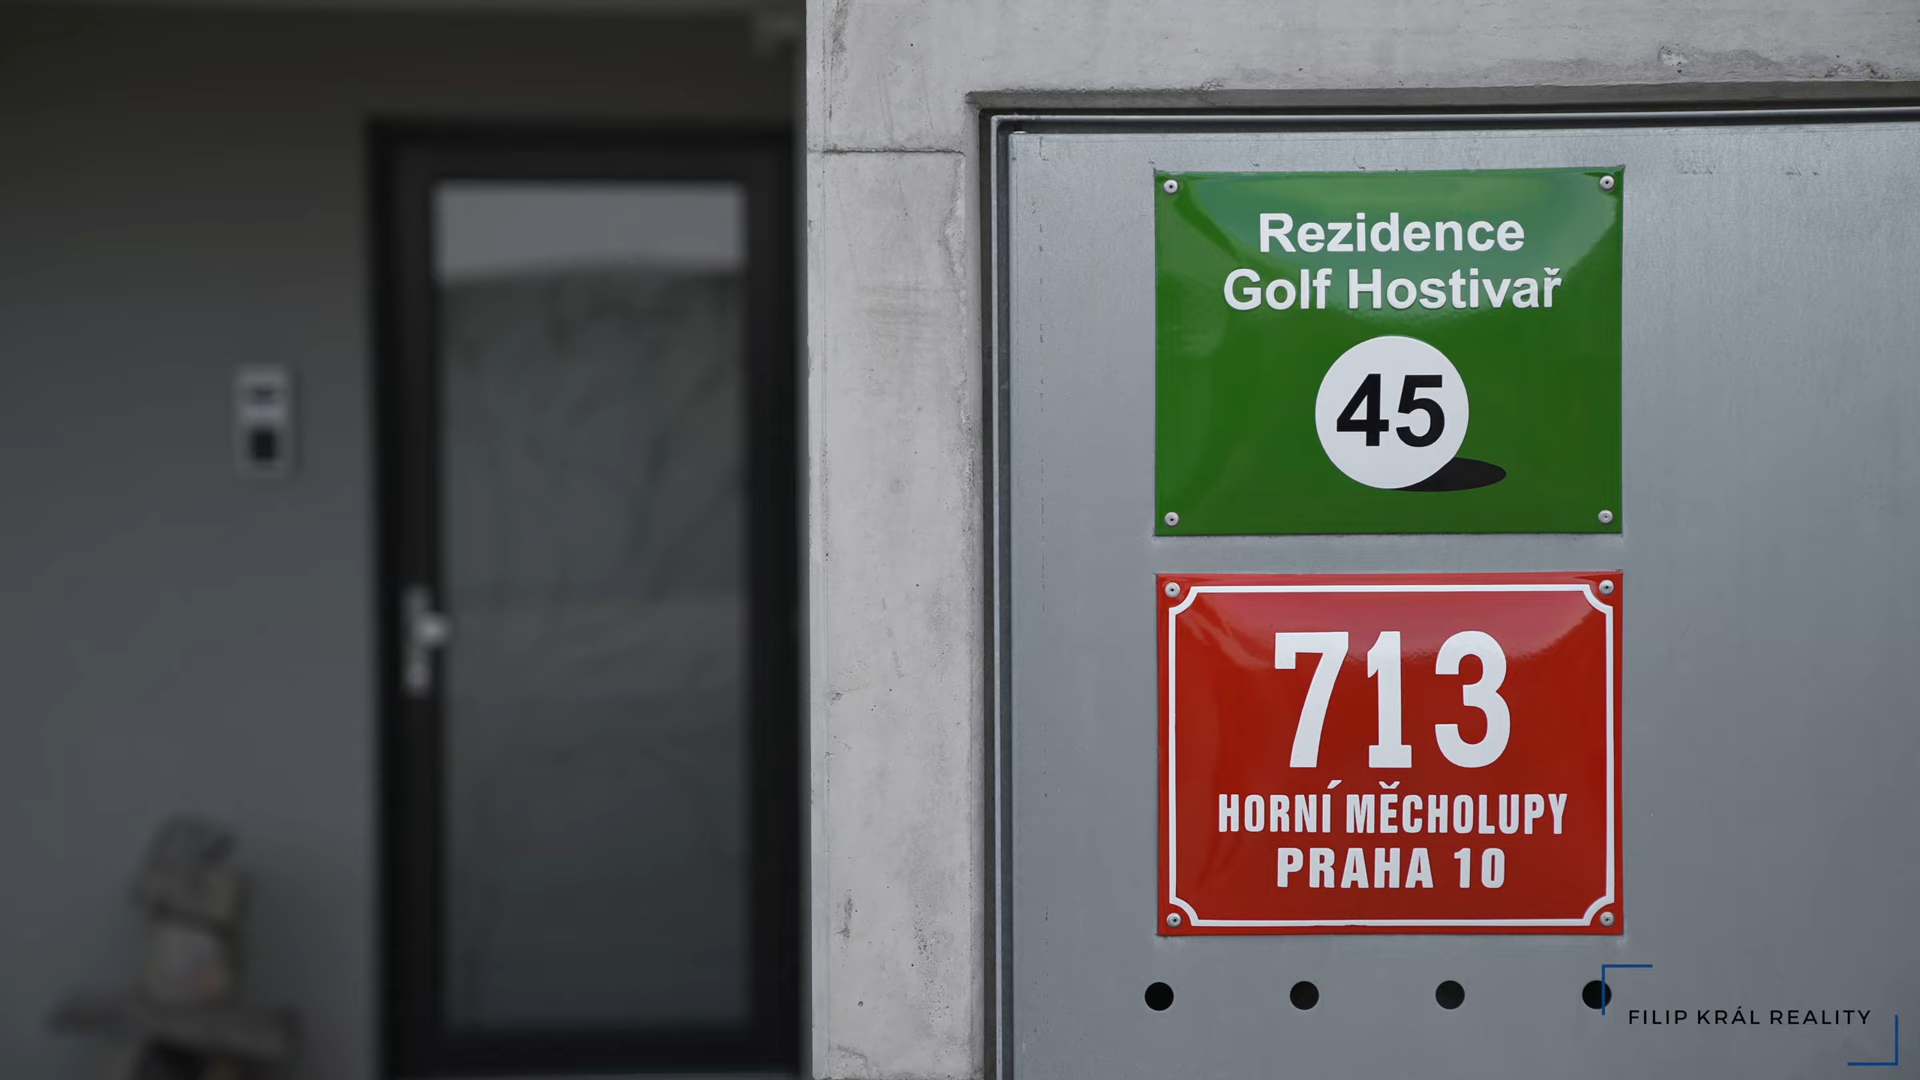 Rezidence
Golf Hostivař
45
713
HORNÍ MĚCHOLUPY
PRAHA 10
FILIP KRÁL REALITY